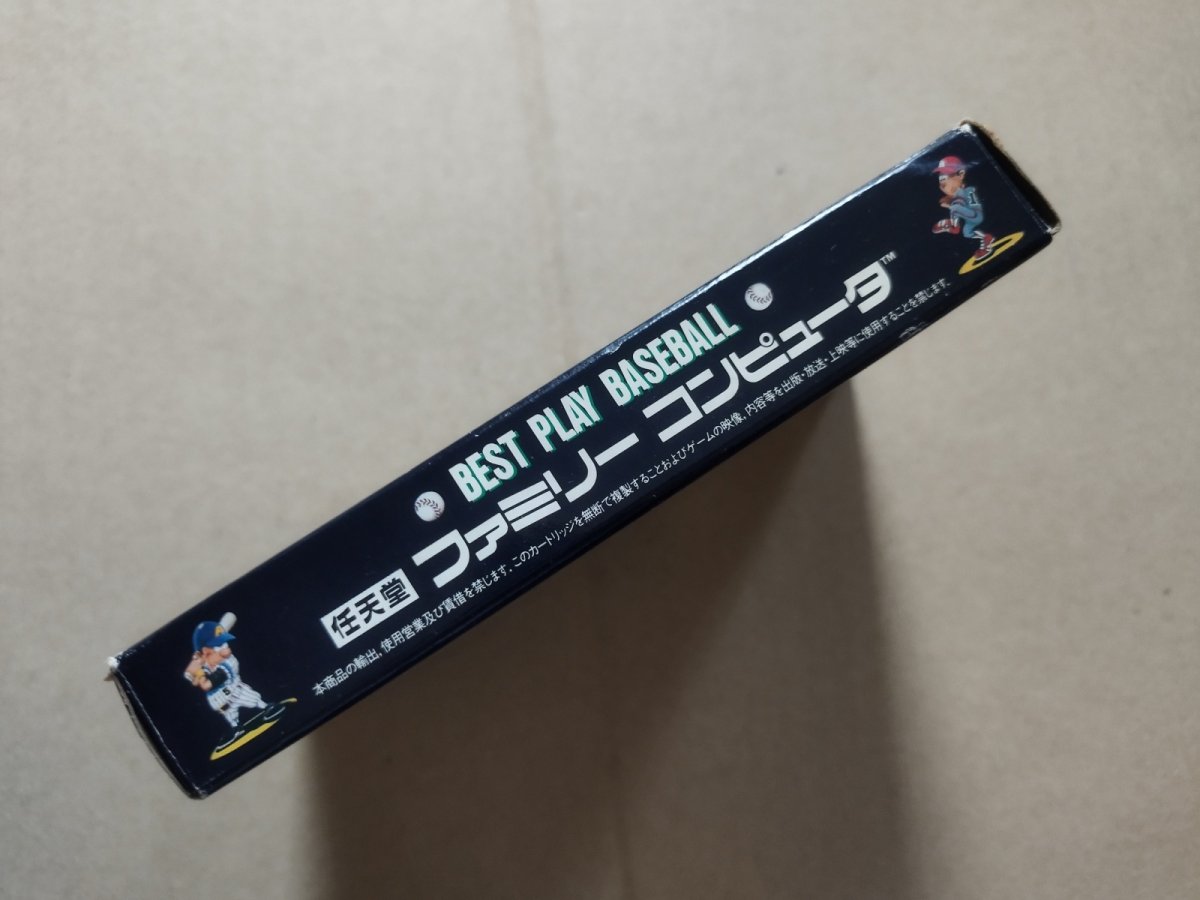 BEST PLAY BASEBALL
任天堂 ファミリー コンピュータ™
本商品の輸出,使用営業及び賃借を禁じます。このカートリッジを無断で複製することおよびゲームの映像,内容等を出版・放送・上映等に使用することを禁じます。
1
A
5